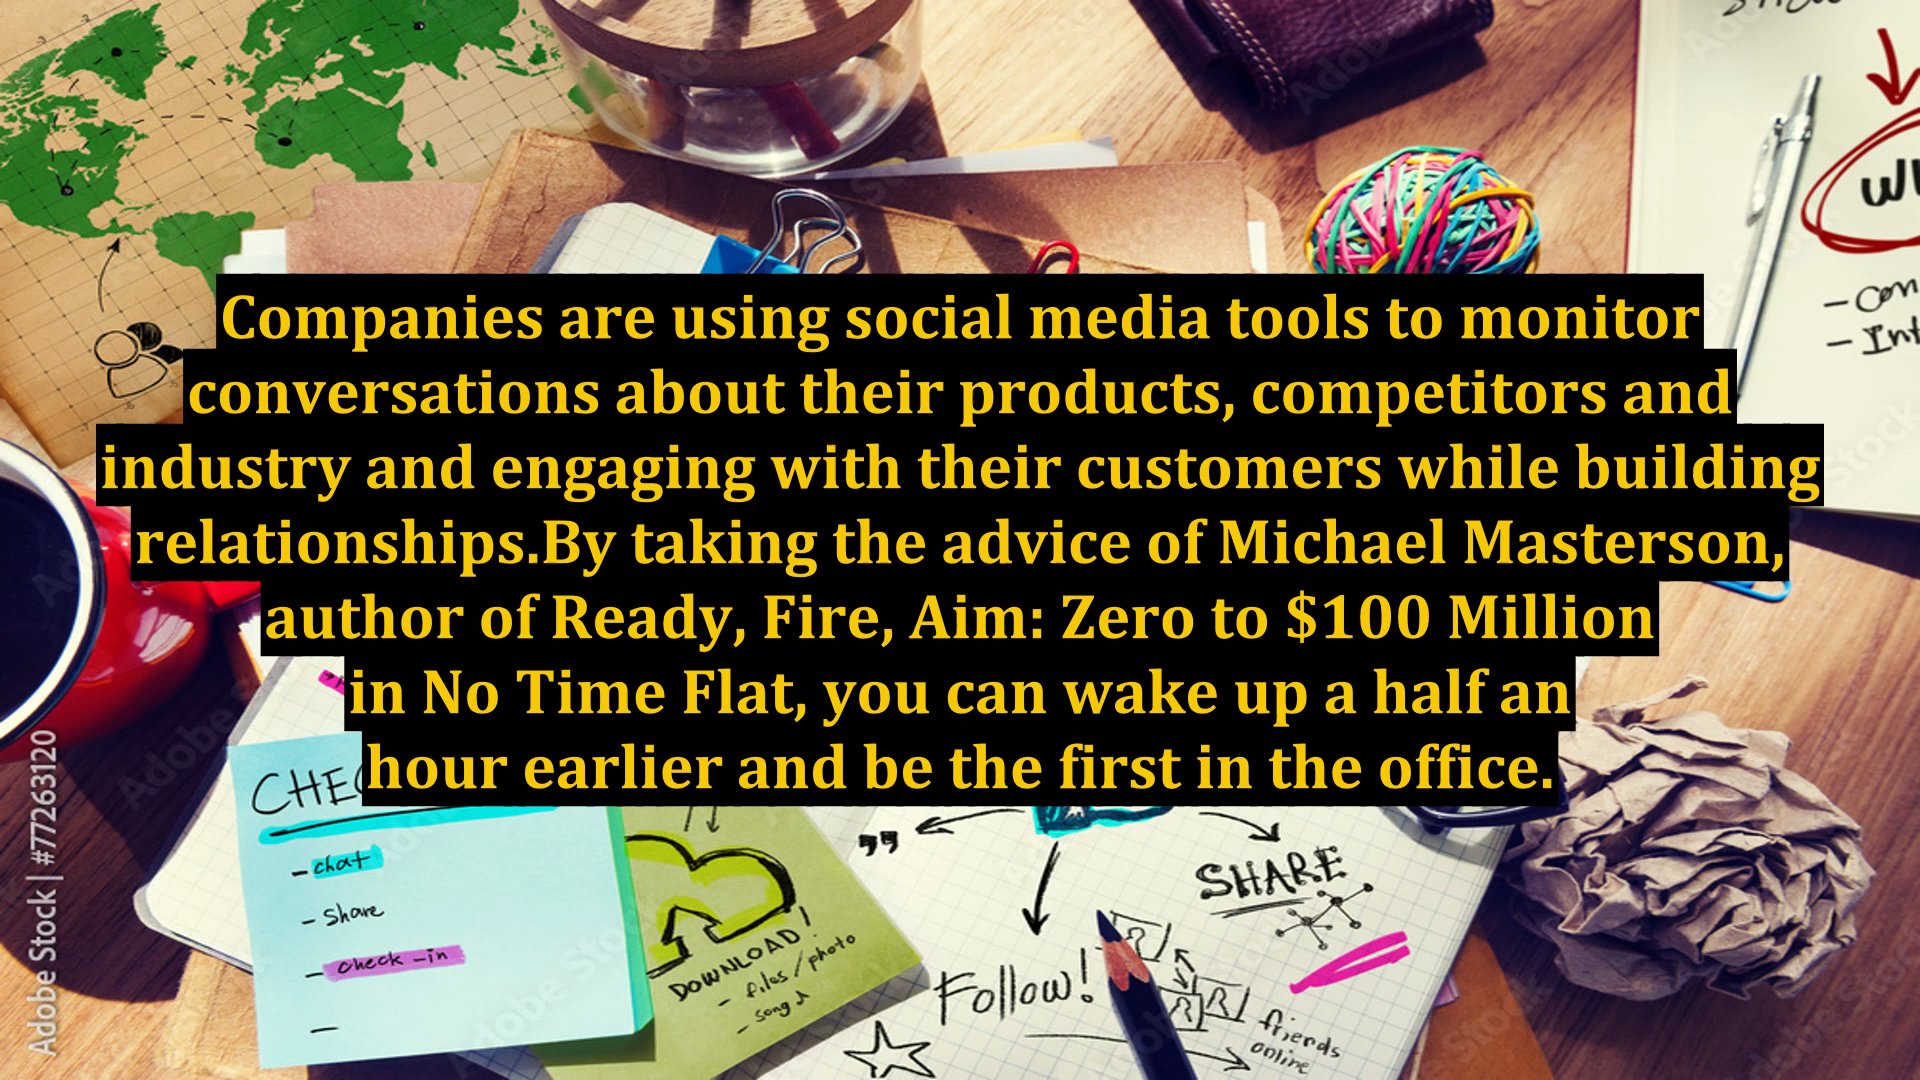 Companies are using social media tools to monitor
conversations about their products, competitors and
industry and engaging with their customers while building
relationships.By taking the advice of Michael Masterson,
author of Ready, Fire, Aim: Zero to $100 Million
in No Time Flat, you can wake up a half an
hour earlier and be the first in the office.
- chat
- share
- check-in
-
DOWNLOAD!
- files/photo
- song
"
SHARE
Follow!
friends
online
Adobe Stock | #77263120